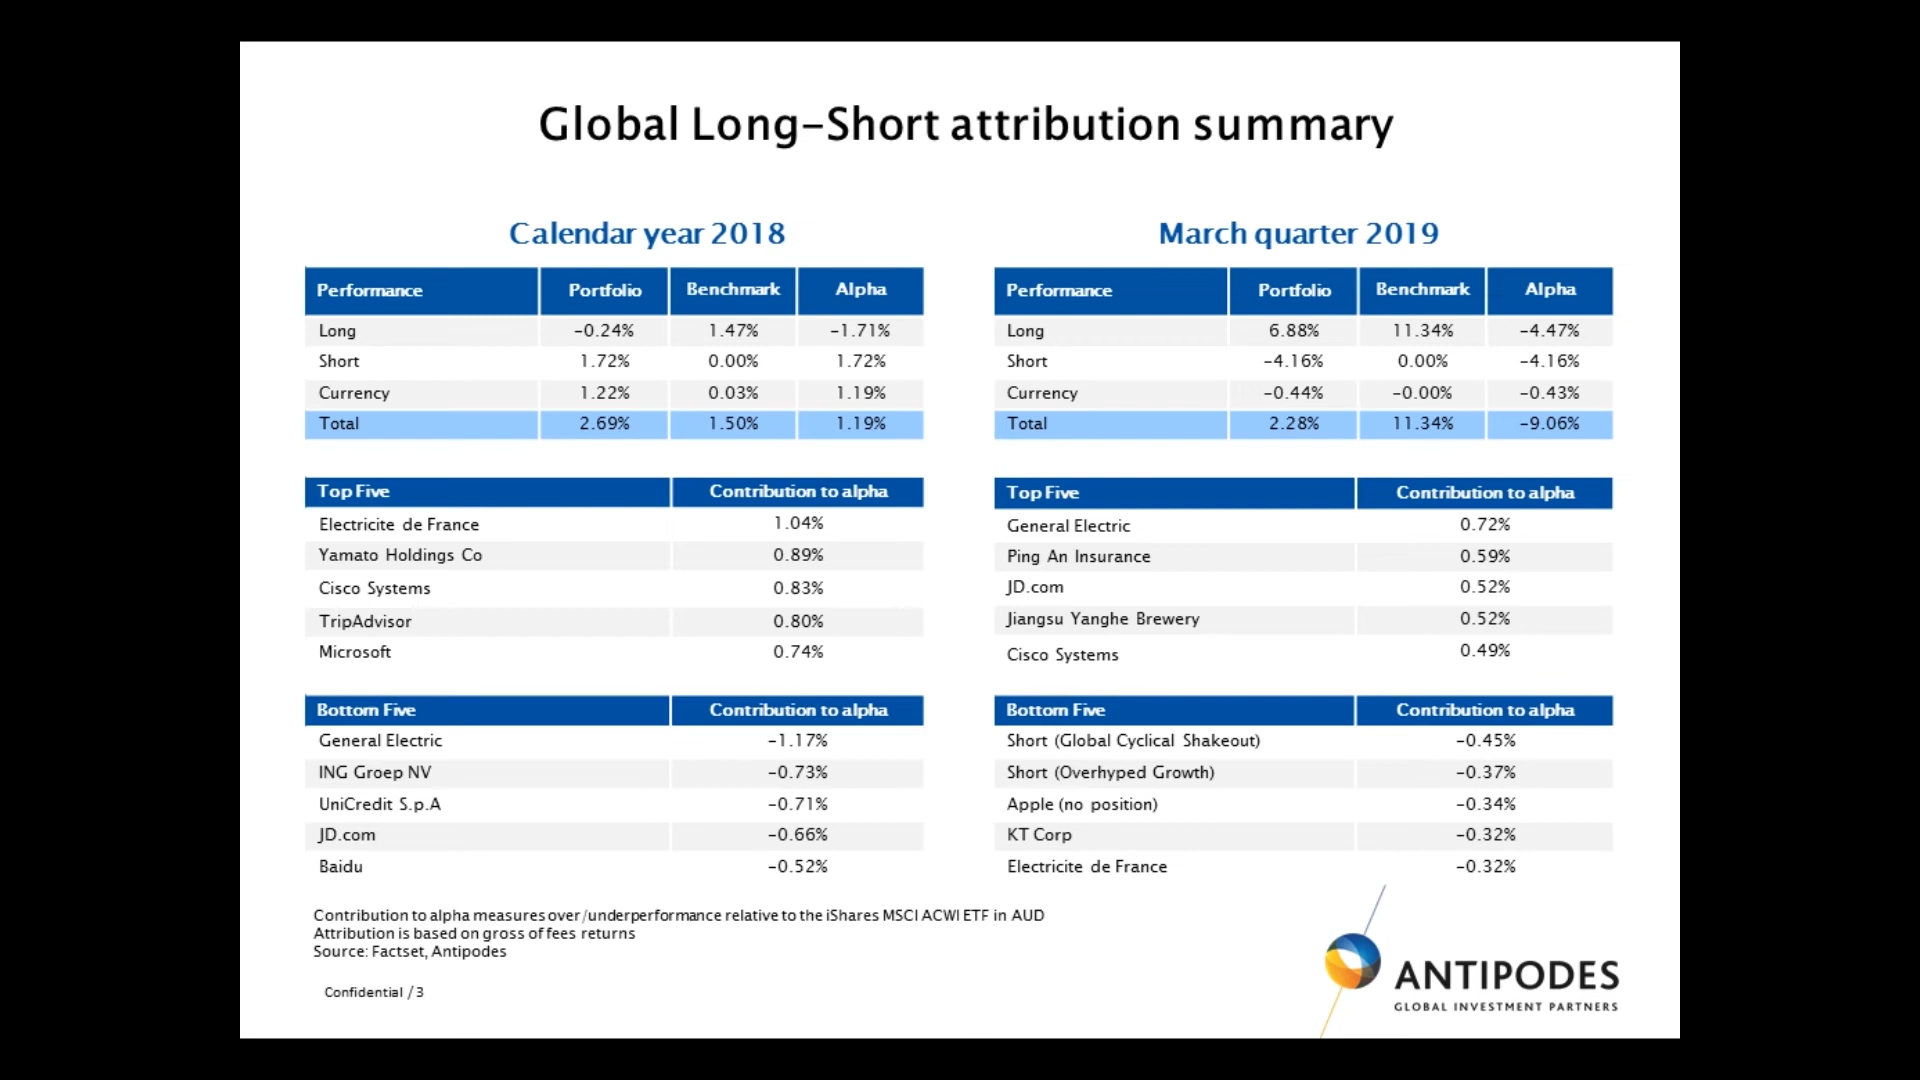 Global Long-Short attribution summary
Calendar year 2018
Performance Portfolio Benchmark Alpha
Long -0.24% 1.47% -1.71%
Short 1.72% 0.00% 1.72%
Currency 1.22% 0.03% 1.19%
Total 2.69% 1.50% 1.19%
Top Five Contribution to alpha
Electricite de France 1.04%
Yamato Holdings Co 0.89%
Cisco Systems 0.83%
TripAdvisor 0.80%
Microsoft 0.74%
Bottom Five Contribution to alpha
General Electric -1.17%
ING Groep NV -0.73%
UniCredit S.p.A -0.71%
JD.com -0.66%
Baidu -0.52%
March quarter 2019
Performance Portfolio Benchmark Alpha
Long 6.88% 11.34% -4.47%
Short -4.16% 0.00% -4.16%
Currency -0.44% -0.00% -0.43%
Total 2.28% 11.34% -9.06%
Top Five Contribution to alpha
General Electric 0.72%
Ping An Insurance 0.59%
JD.com 0.52%
Jiangsu Yanghe Brewery 0.52%
Cisco Systems 0.49%
Bottom Five Contribution to alpha
Short (Global Cyclical Shakeout) -0.45%
Short (Overhyped Growth) -0.37%
Apple (no position) -0.34%
KT Corp -0.32%
Electricite de France -0.32%
Contribution to alpha measures over/underperformance relative to the iShares MSCI ACWI ETF in AUD
Attribution is based on gross of fees returns
Source: Factset, Antipodes
Confidential / 3
ANTIPODES
GLOBAL INVESTMENT PARTNERS